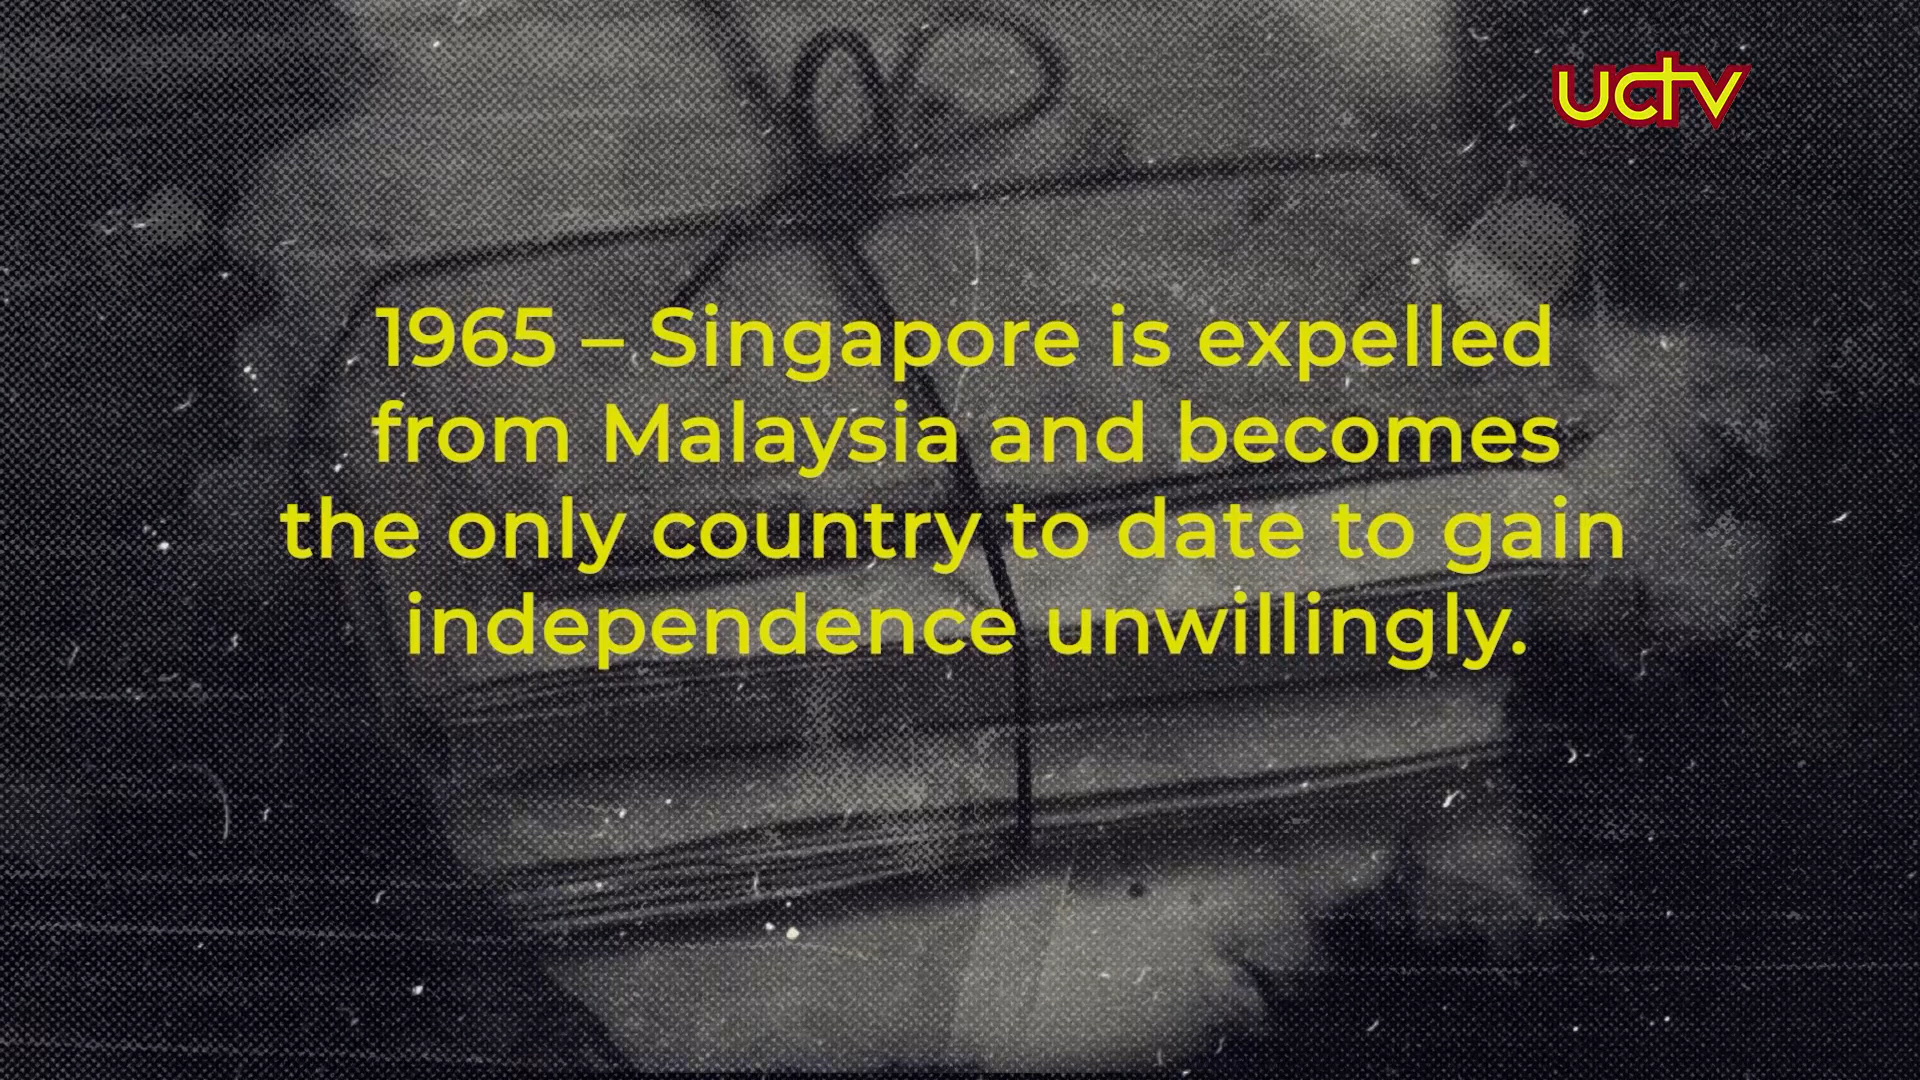 uctv
1965 – Singapore is expelled
from Malaysia and becomes
the only country to date to gain
independence unwillingly.